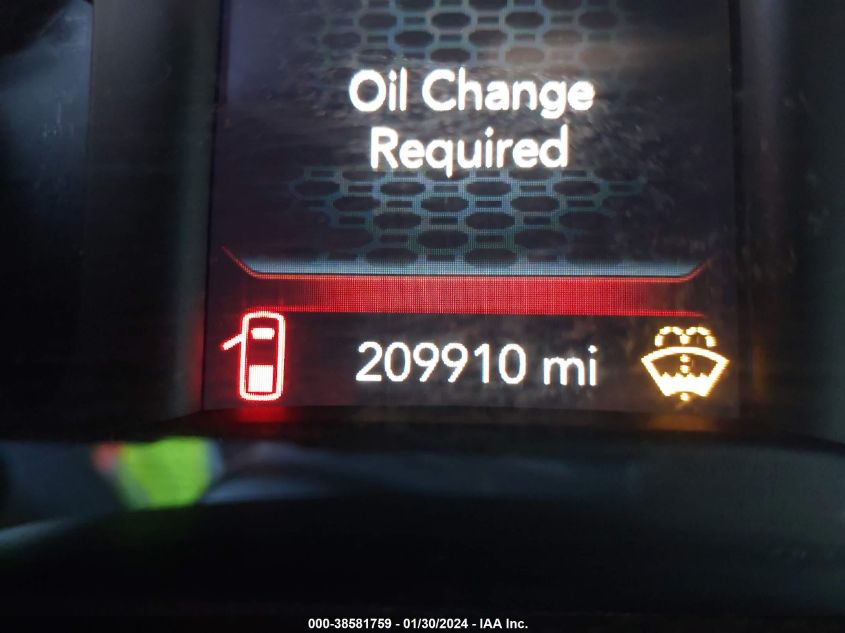 Oil Change
Required
209910 mi
000-38581759 - 01/30/2024 - IAA Inc.